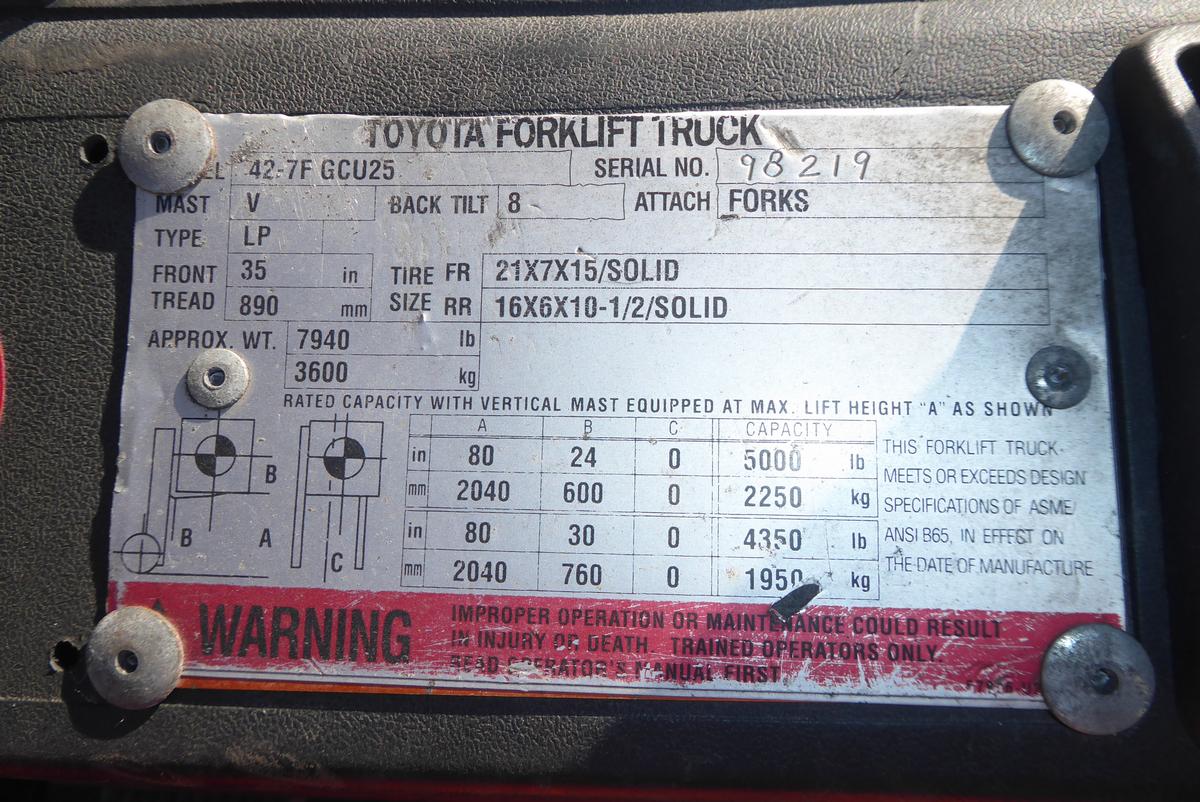 TOYOTA FORKLIFT TRUCK
EL 42-7FGCU25 SERIAL NO. 98219
MAST V BACK TILT 8 ATTACH FORKS
TYPE LP
FRONT 35 in TIRE FR 21X7X15/SOLID
TREAD 890 mm SIZE RR 16X6X10-1/2/SOLID
APPROX. WT. 7940 lb
3600 kg
RATED CAPACITY WITH VERTICAL MAST EQUIPPED AT MAX. LIFT HEIGHT "A" AS SHOWN
A B C CAPACITY
in 80 24 0 5000 lb
mm 2040 600 0 2250 kg
in 80 30 0 4350 lb
mm 2040 760 0 1950 kg
B
B A
C
THIS FORKLIFT TRUCK
MEETS OR EXCEEDS DESIGN
SPECIFICATIONS OF ASME/
ANSI B65, IN EFFECT ON
THE DATE OF MANUFACTURE
WARNING
IMPROPER OPERATION OR MAINTENANCE COULD RESULT
IN INJURY OR DEATH. TRAINED OPERATORS ONLY.
READ OPERATOR'S MANUAL FIRST